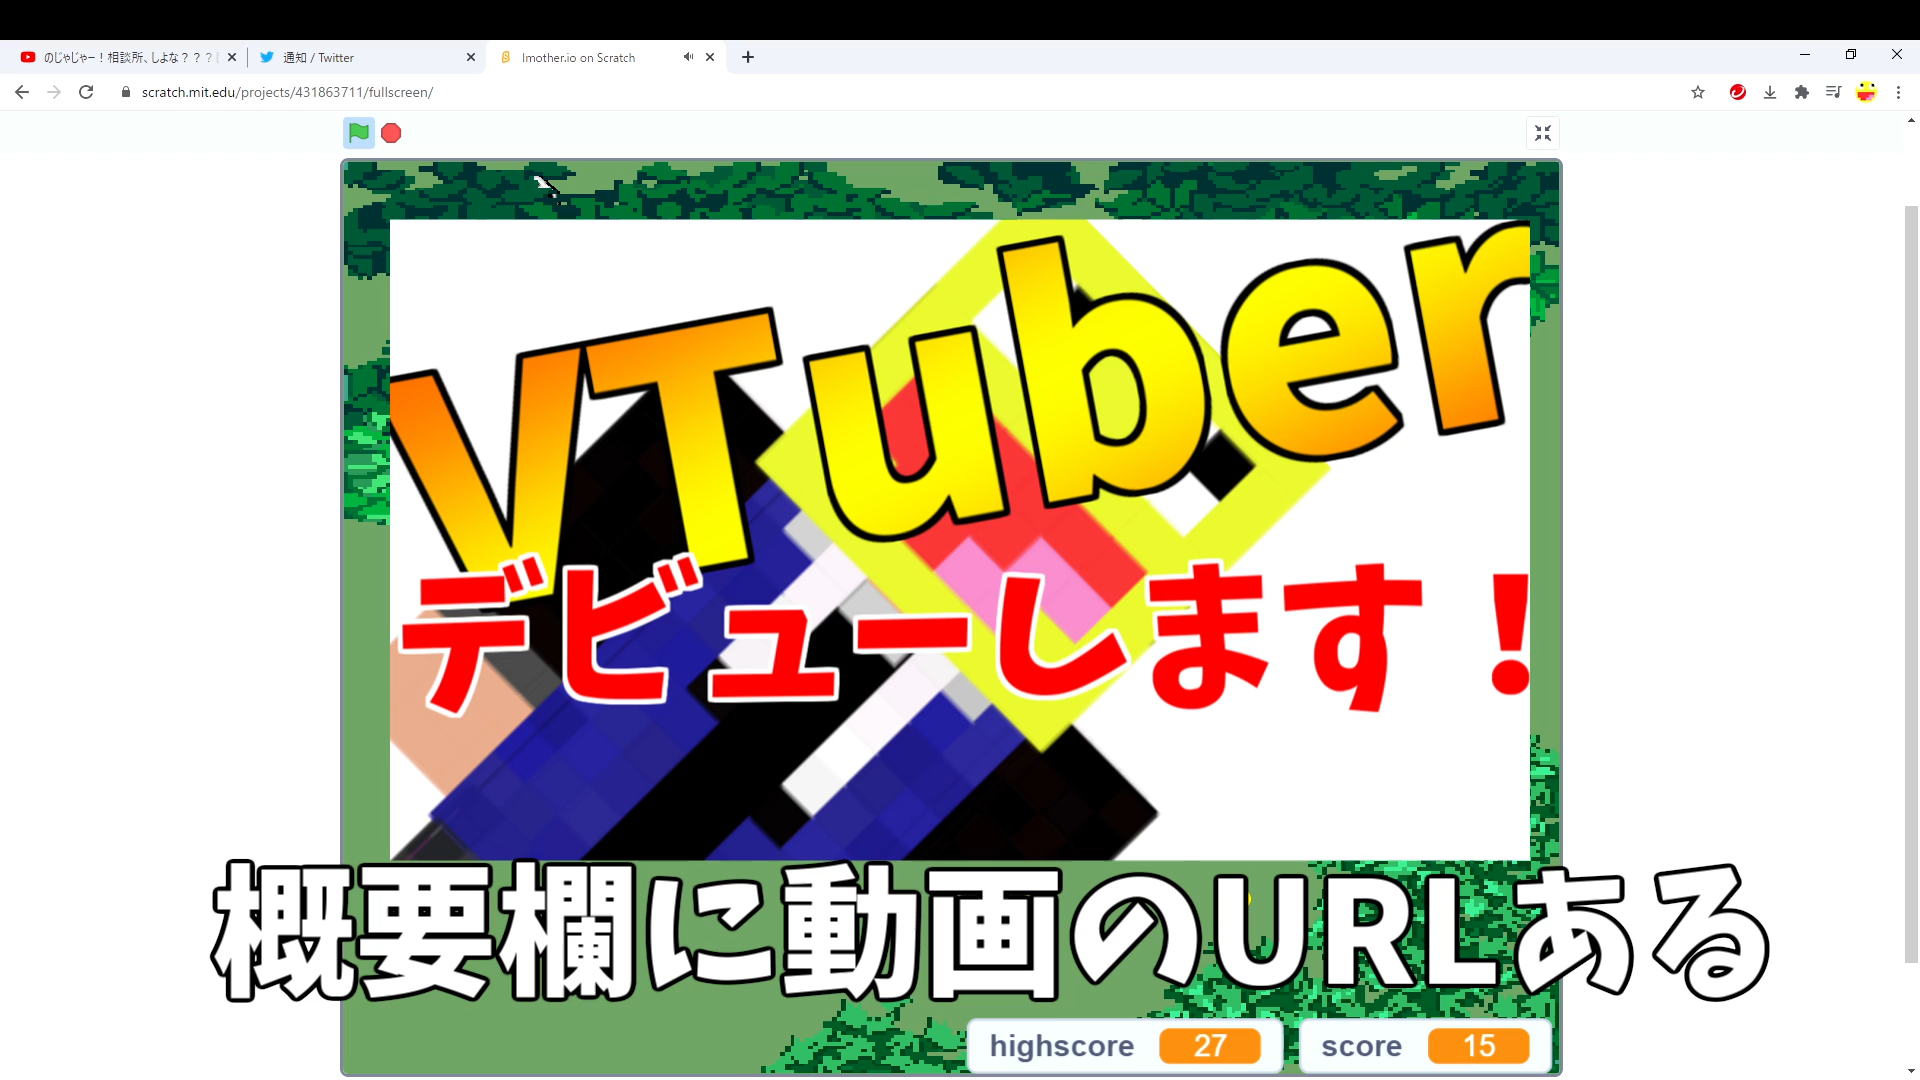 のじゃじゃー！相談所、しよな？？？
通知 / Twitter
Imother.io on Scratch
scratch.mit.edu/projects/431863711/fullscreen/
VTuber
デビューします！
概要欄に動画のURLある
highscore 27
score 15